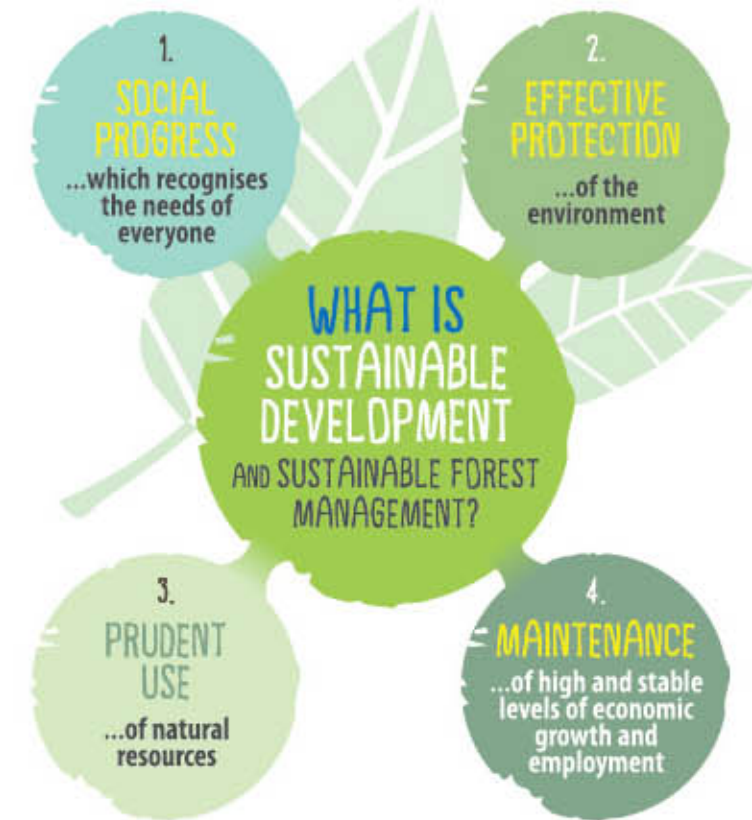 1.
SOCIAL
PROGRESS
...which recognises
the needs of
everyone
2.
EFFECTIVE
PROTECTION
...of the
environment
WHAT IS
SUSTAINABLE
DEVELOPMENT
AND SUSTAINABLE FOREST
MANAGEMENT?
3.
PRUDENT
USE
...of natural
resources
4.
MAINTENANCE
...of high and stable
levels of economic
growth and
employment